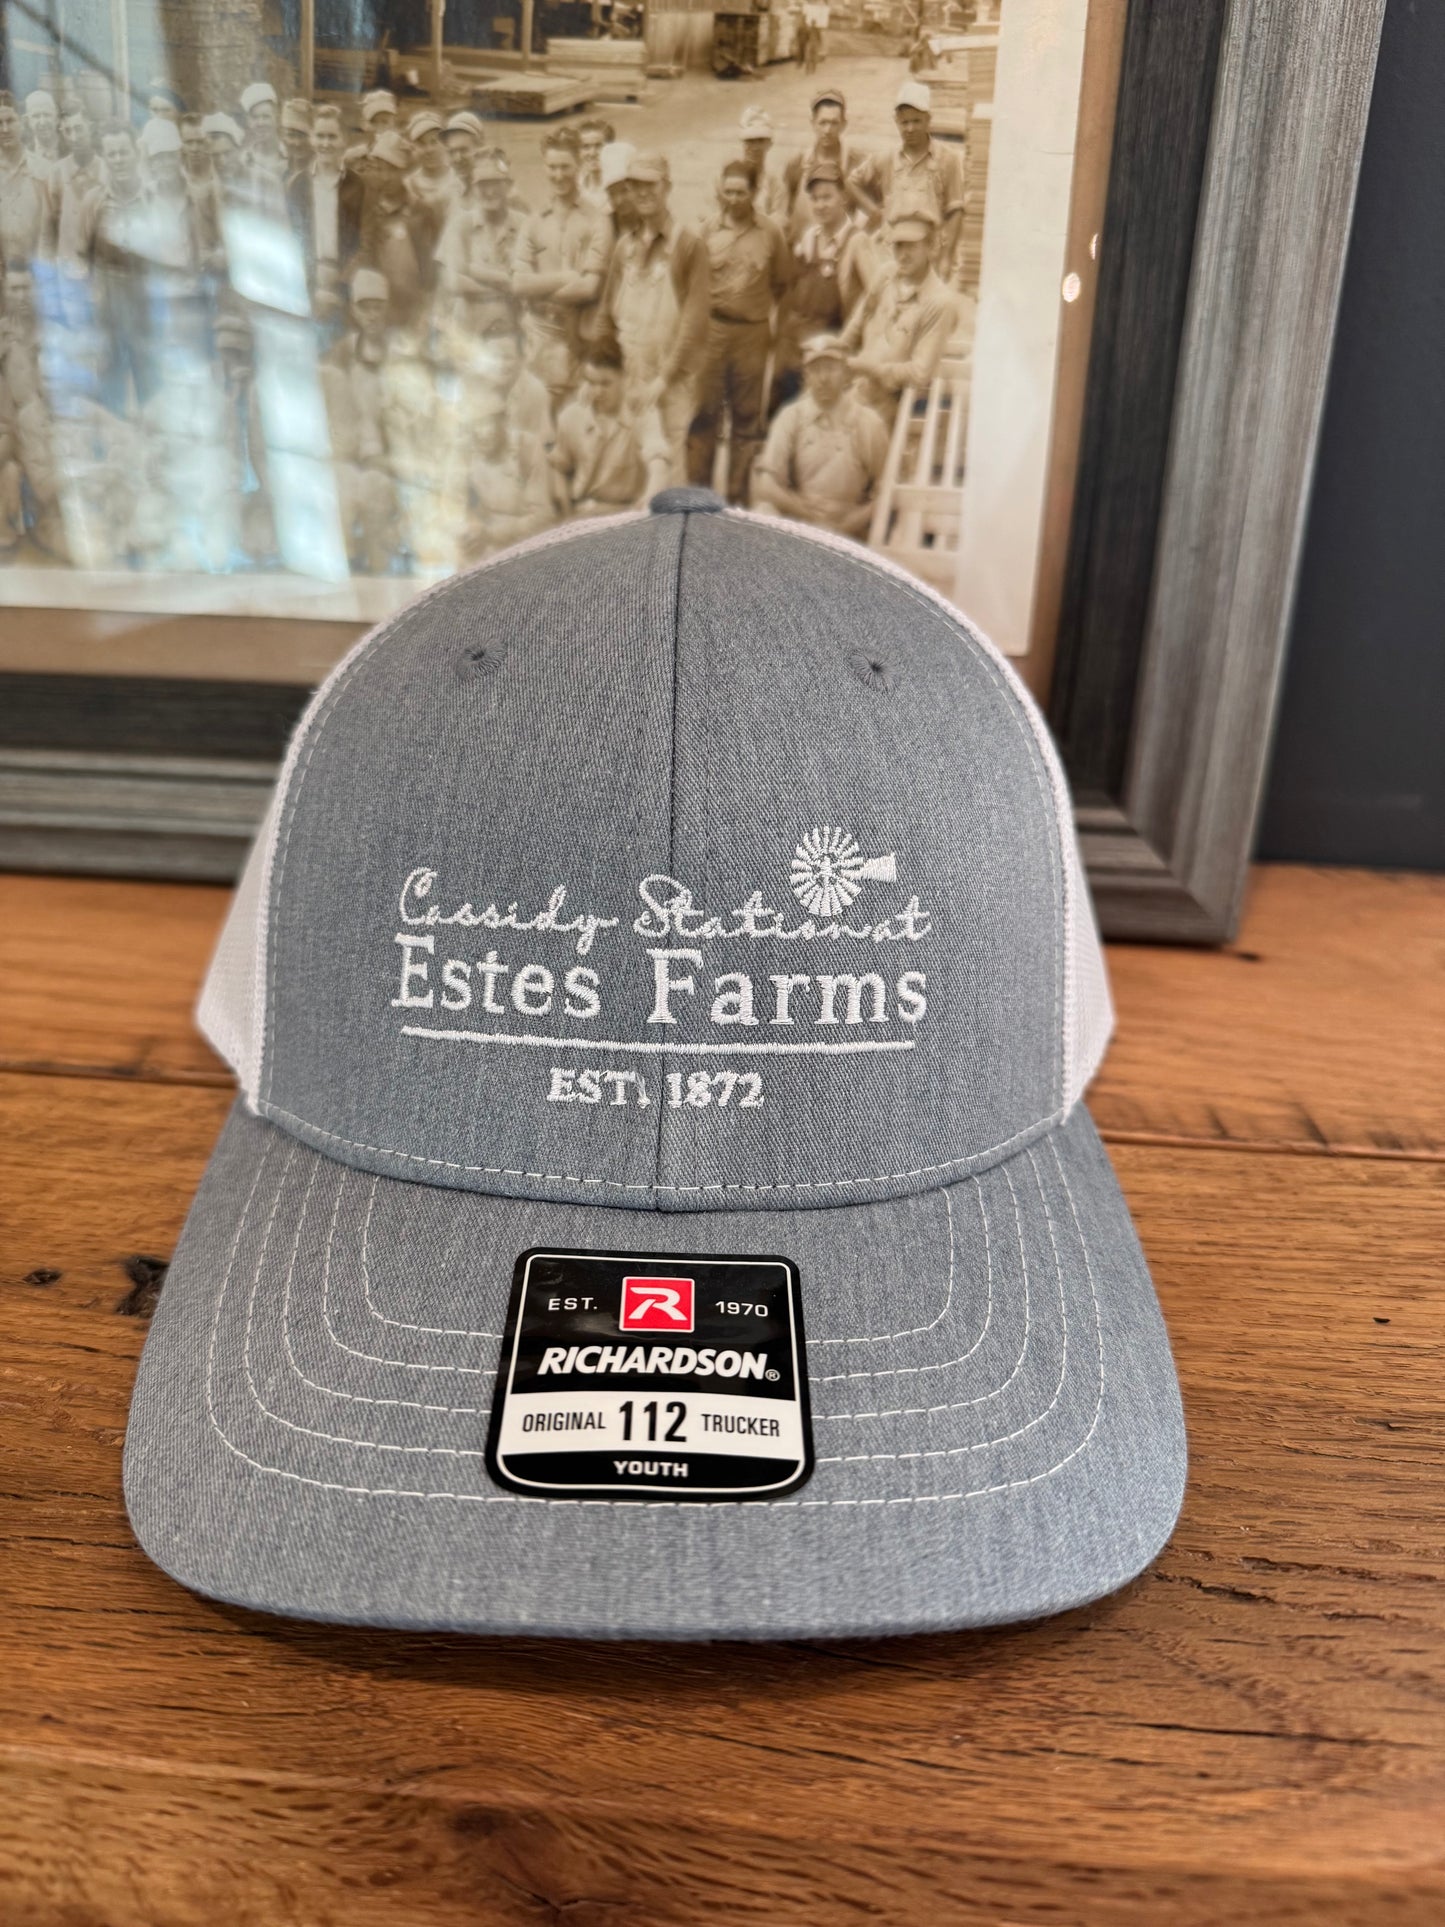 Cassidy Station at
Estes Farms
EST. 1872
EST. R 1970
RICHARDSON®
ORIGINAL 112 TRUCKER
YOUTH